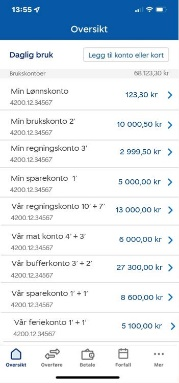 13:55
Oversikt
Daglig bruk
Legg til konto eller kort
Brukskontoer 68.123,30 kr
Min Lønnskonto 123,30 kr
4200.12.34567
Min brukskonto 2' 10 000,50 kr
4200.12.34567
Min regningskonto 3' 2 999,50 kr
4200.12.34567
Min sparekonto 1' 5 000,00 kr
4200.12.34567
Vår regningskonto 10' + 7' 13 000,00 kr
4200.12.34567
Vår mat konto 4' + 3' 6 000,00 kr
4200.12.34567
Vår bufferkonto 3' + 2' 27 300,00 kr
4200.12.34567
Vår sparekonto 1' + 1' 8 600,00 kr
4200.12.34567
Vår feriekonto 1' + 1' 5 100,00 kr
4200.12.34567
Oversikt Overføre Betale Forfall Mer